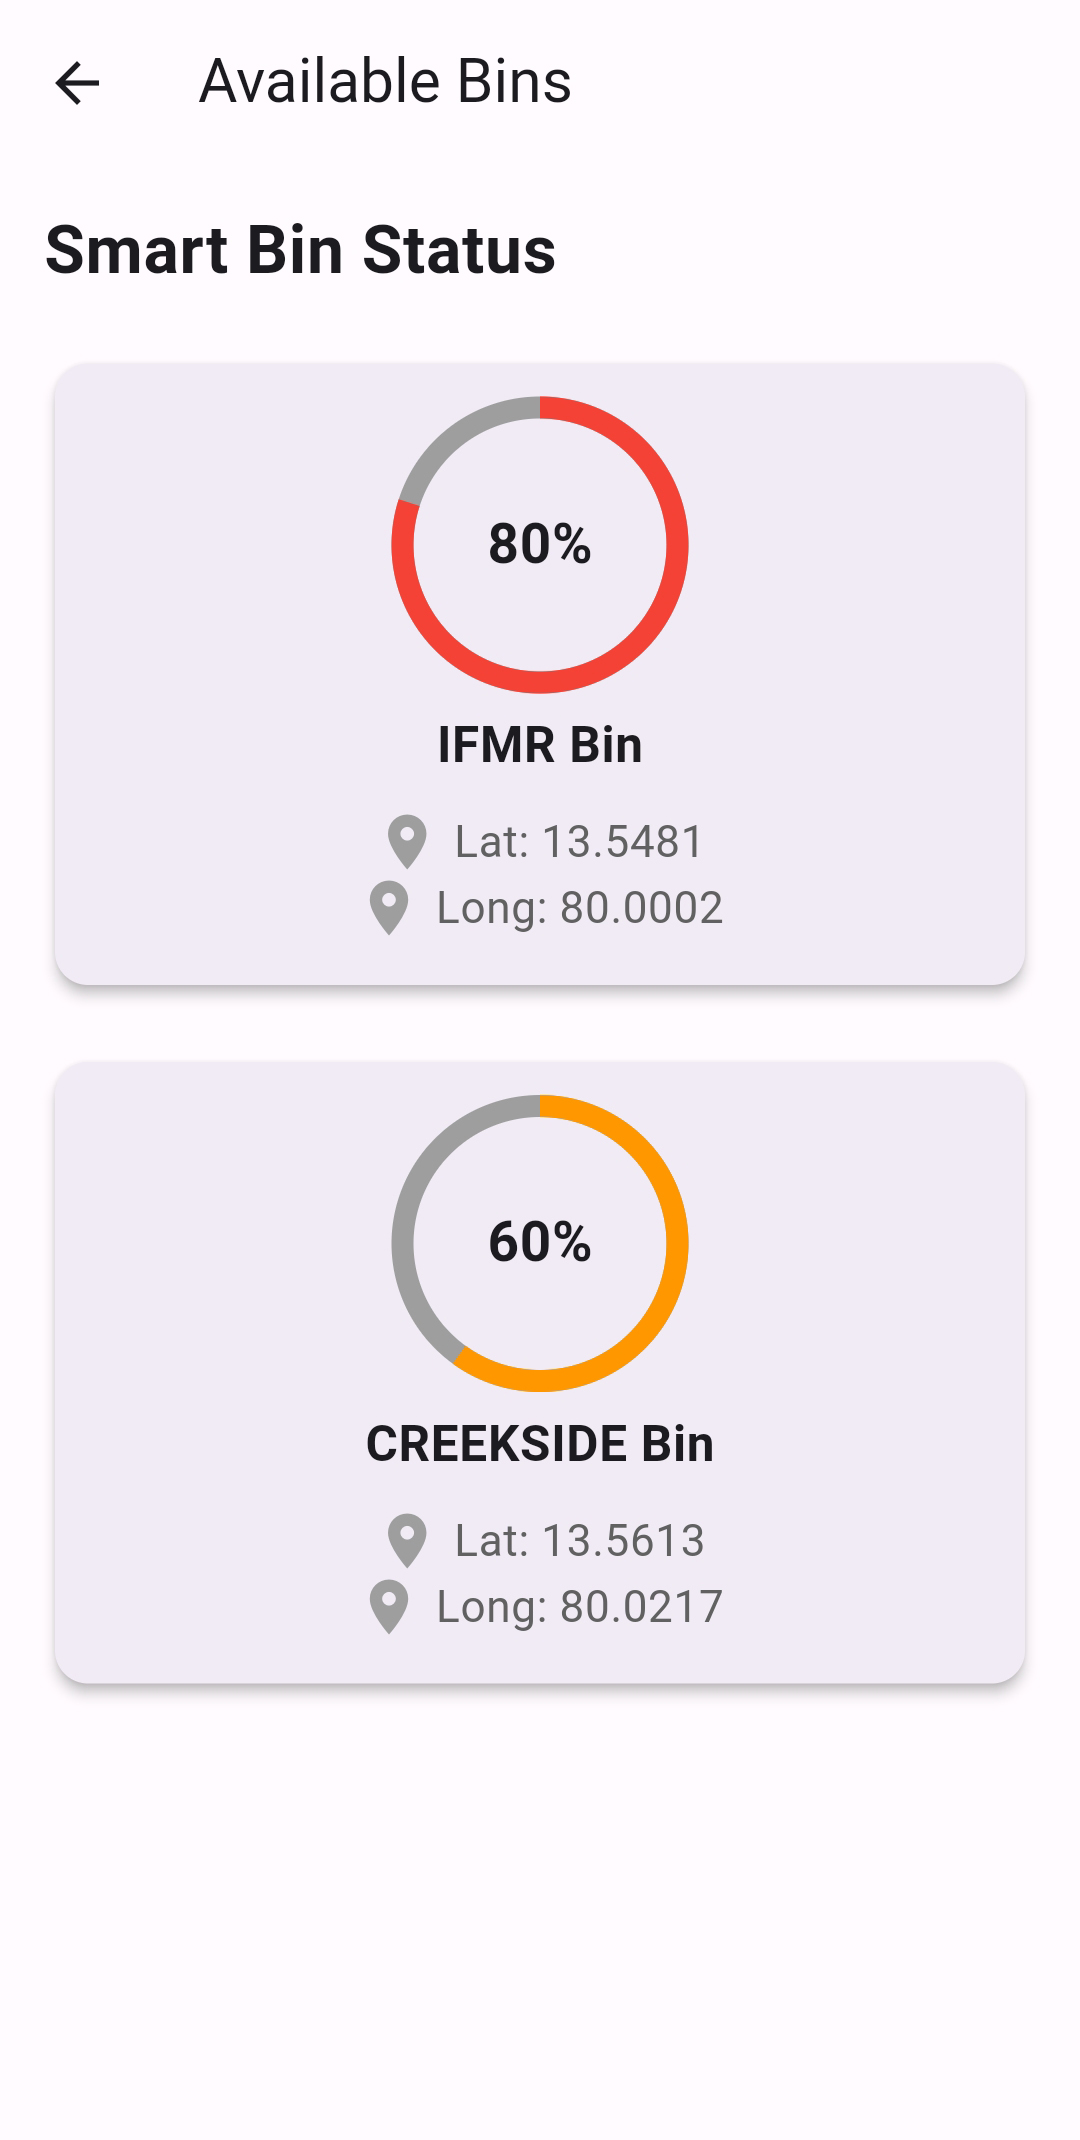 Available Bins
Smart Bin Status
80%
IFMR Bin
Lat: 13.5481
Long: 80.0002
60%
CREEKSIDE Bin
Lat: 13.5613
Long: 80.0217